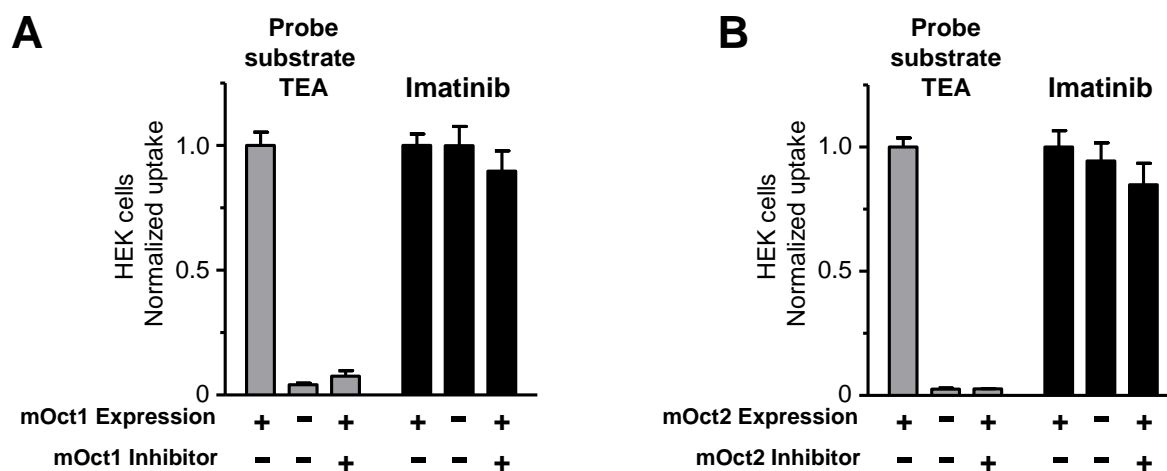 A
Probe
substrate
TEA
Imatinib
HEK cells
Normalized uptake
1.0
0.5
0
mOct1 Expression + - + + - +
mOct1 Inhibitor - - + - - +
B
Probe
substrate
TEA
Imatinib
HEK cells
Normalized uptake
1.0
0.5
0
mOct2 Expression + - + + - +
mOct2 Inhibitor - - + - - +